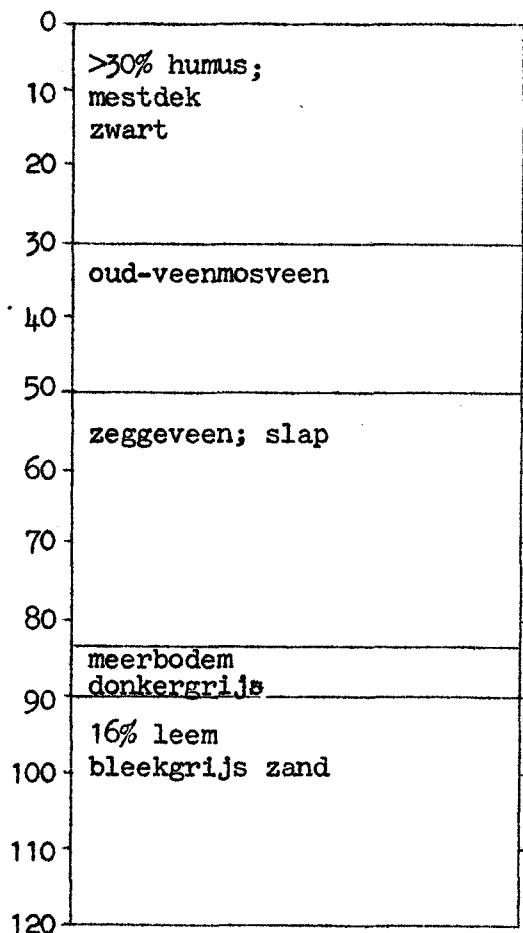 0
>30% humus;
10
mestdek
zwart
20
30
oud-veenmosveen
40
50
zeggeveen; slap
60
70
80
meerbodem
donkergrijs
90
16% leem
100
bleekgrijs zand
110
120